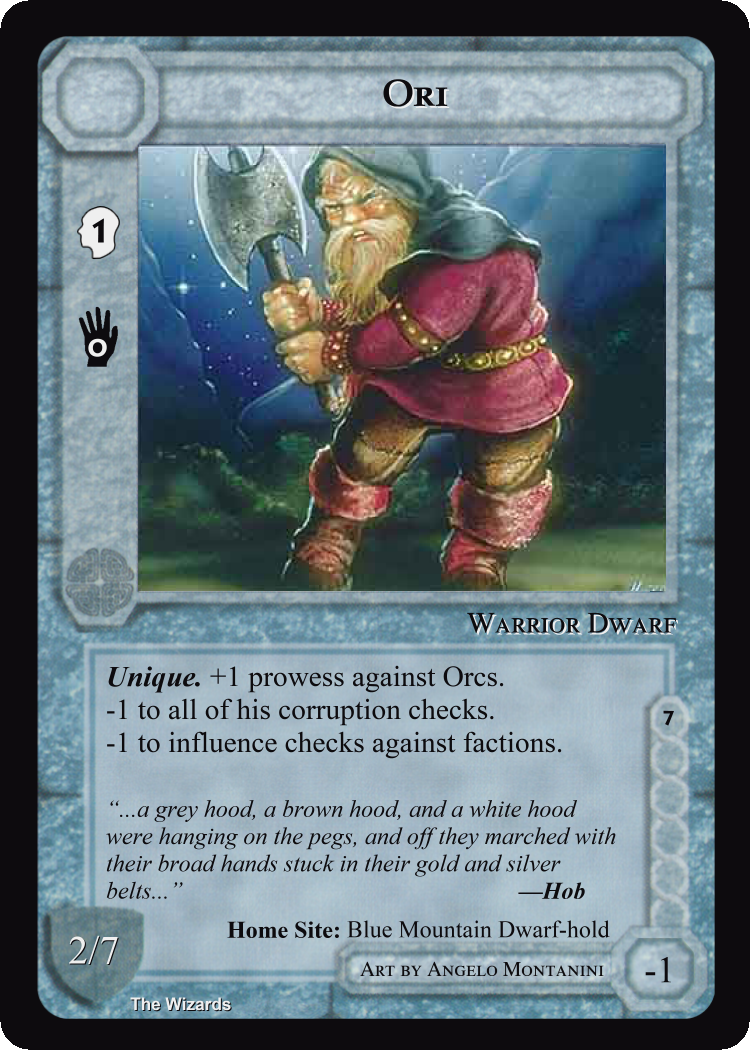 Ori
1
0
Warrior Dwarf
Unique. +1 prowess against Orcs.
-1 to all of his corruption checks.
-1 to influence checks against factions.
7
“...a grey hood, a brown hood, and a white hood
were hanging on the pegs, and off they marched with
their broad hands stuck in their gold and silver
belts...” —Hob
Home Site: Blue Mountain Dwarf-hold
2/7
Art by Angelo Montanini
-1
The Wizards